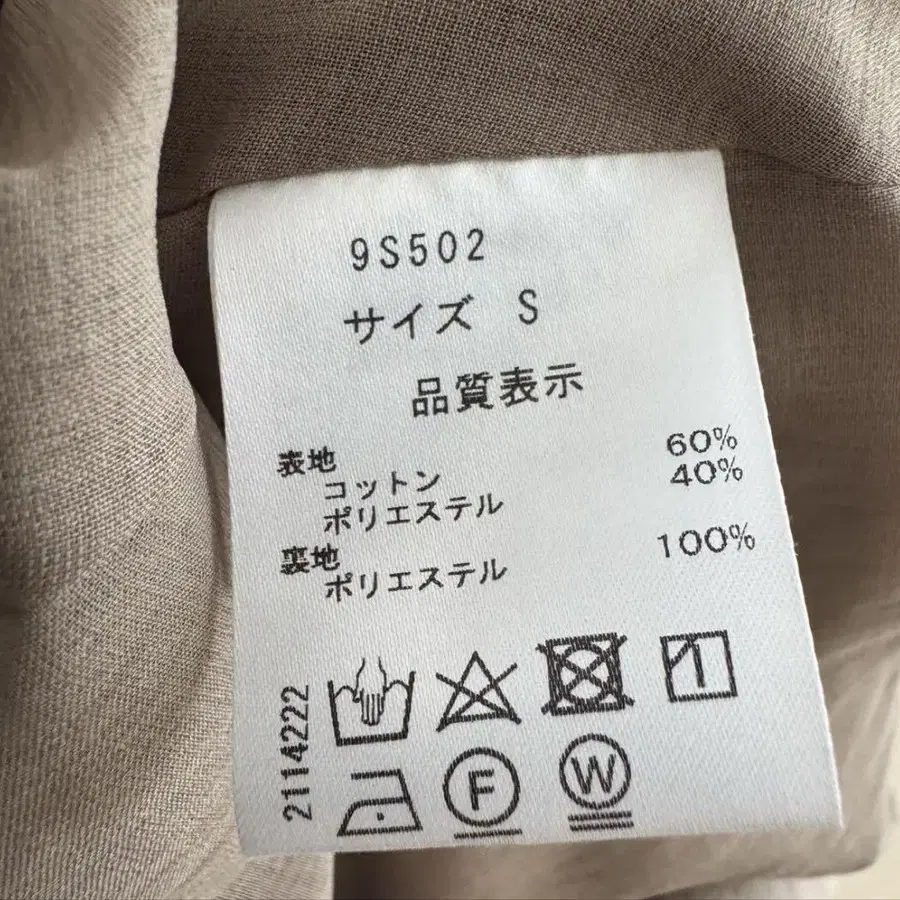 9S502
サイズ S
品質表示
表地
コットン 60%
ポリエステル 40%
裏地
ポリエステル 100%
2114222
F
W